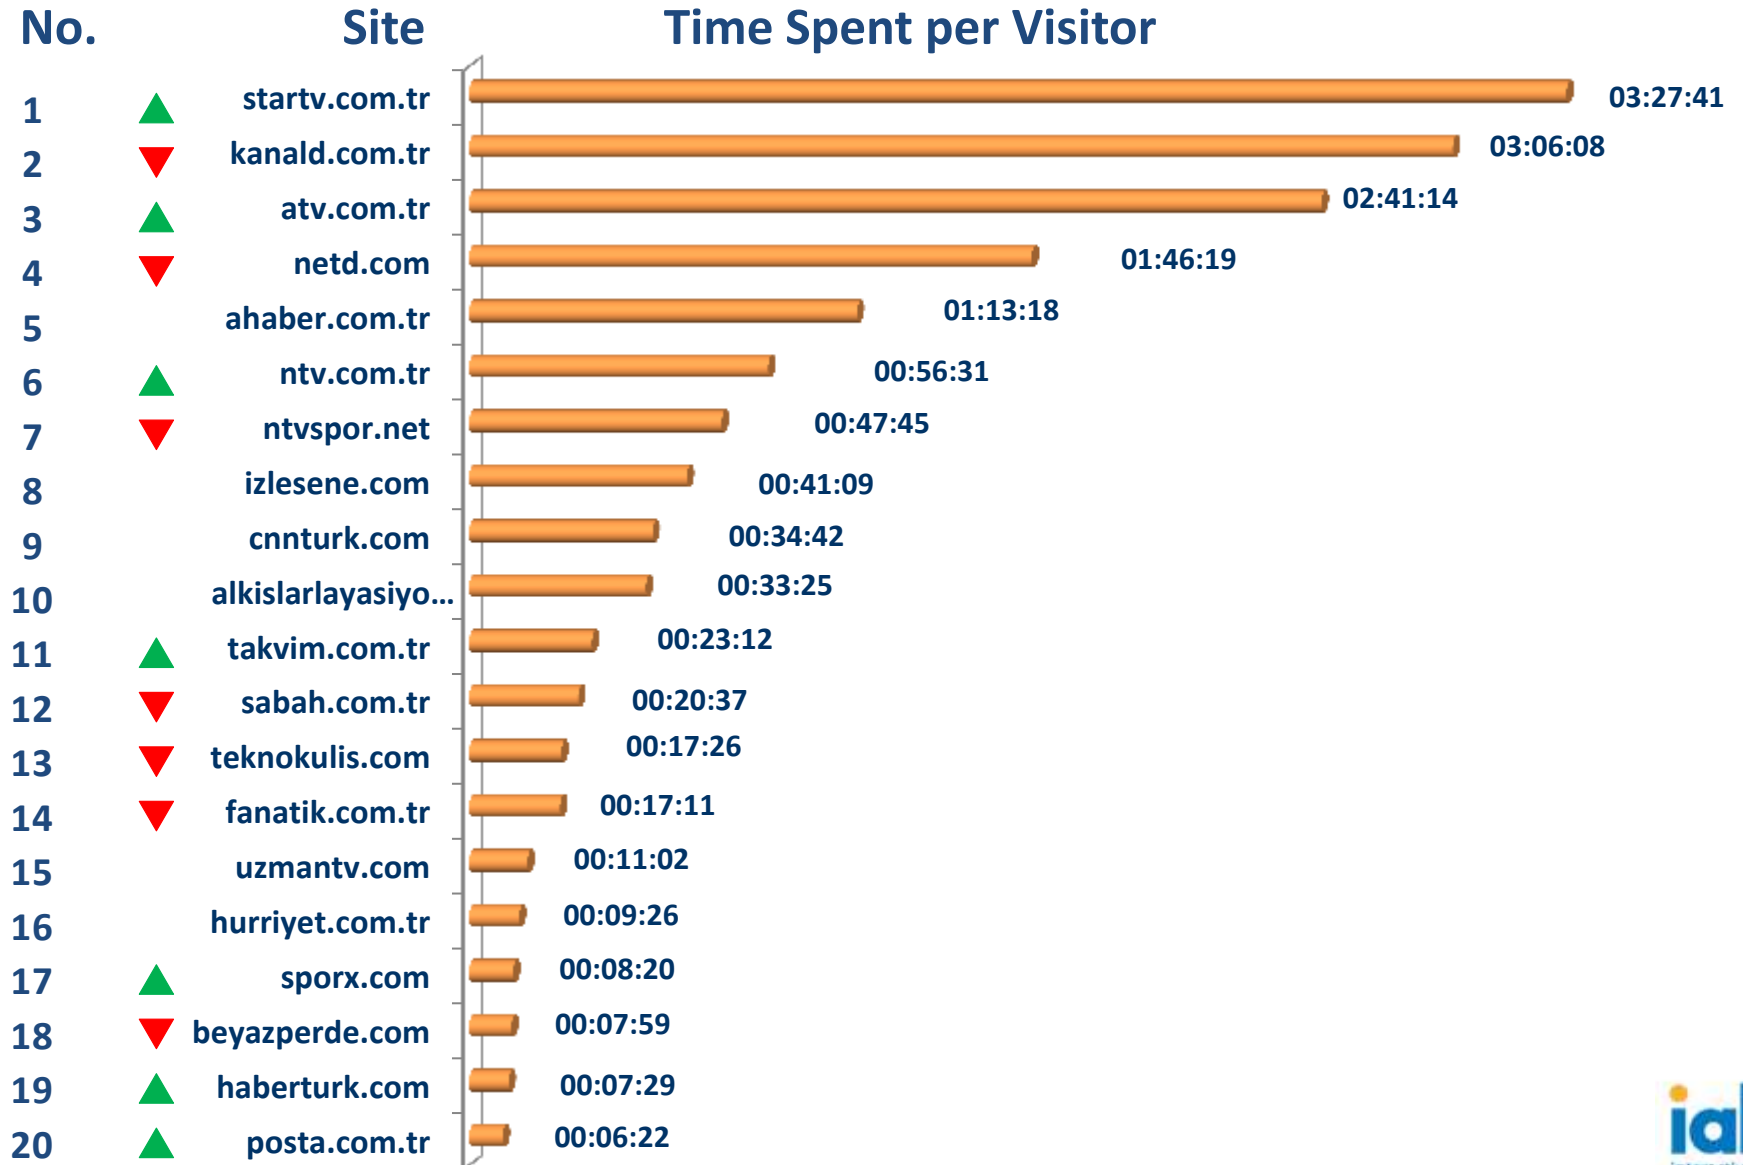 No. Site Time Spent per Visitor
1 startv.com.tr 03:27:41
2 kanald.com.tr 03:06:08
3 atv.com.tr 02:41:14
4 netd.com 01:46:19
5 ahaber.com.tr 01:13:18
6 ntv.com.tr 00:56:31
7 ntvspor.net 00:47:45
8 izlesene.com 00:41:09
9 cnnturk.com 00:34:42
10 alkislarlayasiyo... 00:33:25
11 takvim.com.tr 00:23:12
12 sabah.com.tr 00:20:37
13 teknokulis.com 00:17:26
14 fanatik.com.tr 00:17:11
15 uzmantv.com 00:11:02
16 hurriyet.com.tr 00:09:26
17 sporx.com 00:08:20
18 beyazperde.com 00:07:59
19 haberturk.com 00:07:29
20 posta.com.tr 00:06:22